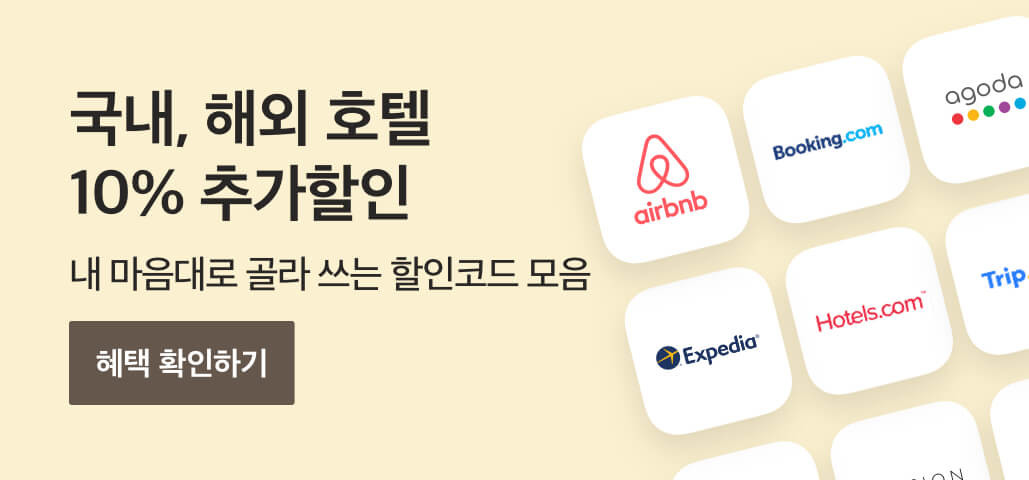 국내, 해외 호텔
10% 추가할인
내 마음대로 골라 쓰는 할인코드 모음
혜택 확인하기
agoda
Booking.com
airbnb
Trip
Hotels.com™
Expedia®